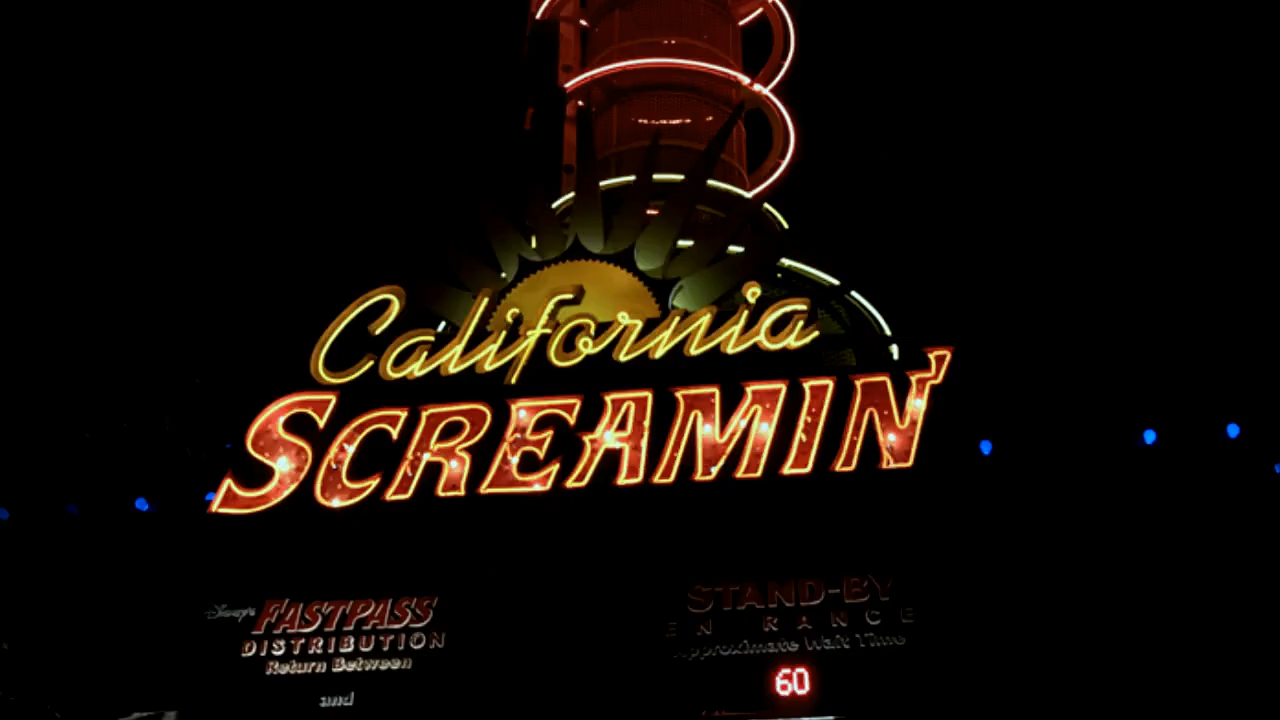 California
SCREAMIN'
Disney's FASTPASS
DISTRIBUTION
Return Between
and
STAND-BY
ENTRANCE
Approximate Wait Time
60